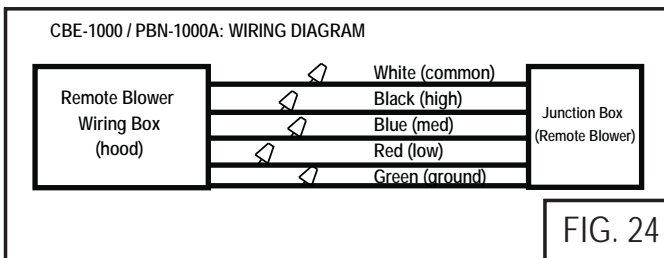 CBE-1000 / PBN-1000A: WIRING DIAGRAM
Remote Blower
Wiring Box
(hood)
White (common)
Black (high)
Blue (med)
Red (low)
Green (ground)
Junction Box
(Remote Blower)
FIG. 24